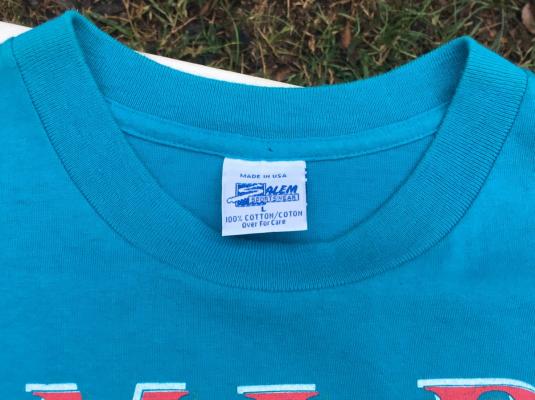 MADE IN USA
SALEM
SPORTSWEAR
L
100% COTTON/COTON
Over For Care